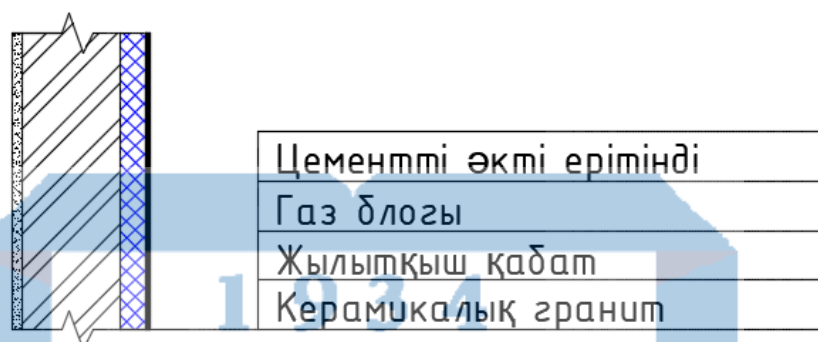 Цементті әкті ерітінді
Газ блогы
Жылытқыш қабат
Керамикалық гранит
1934